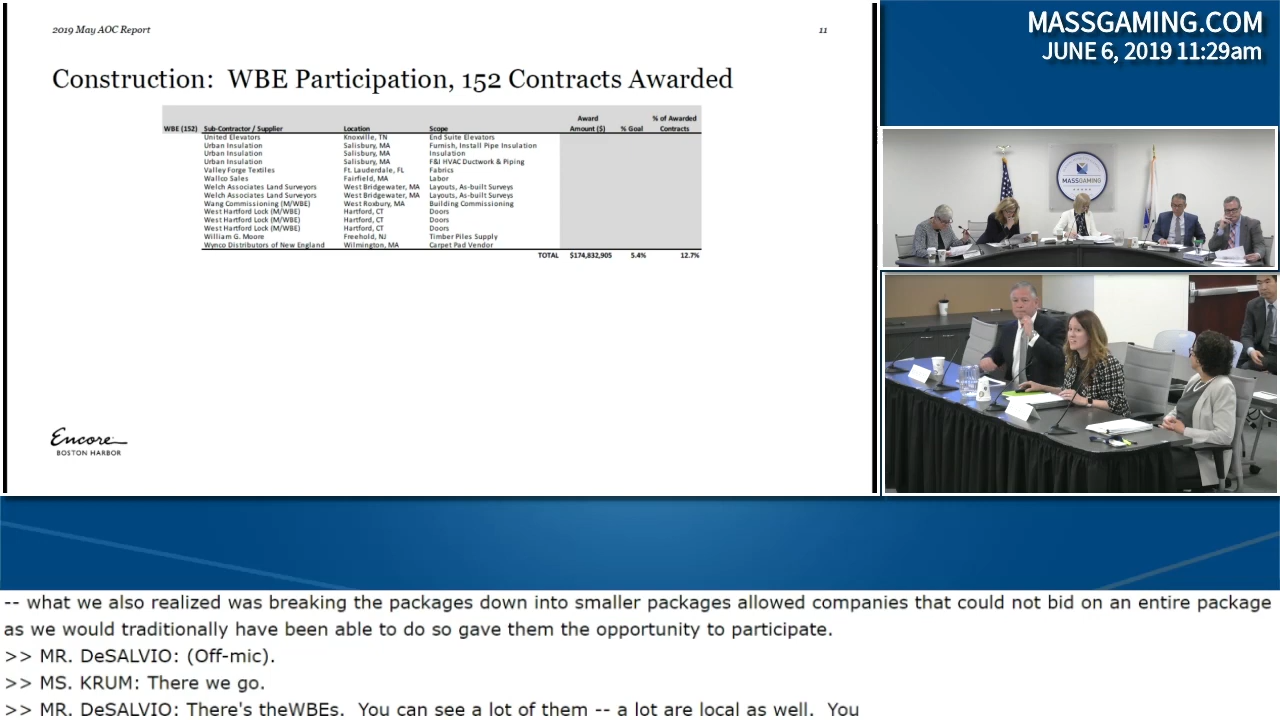 2019 May AOC Report
11
Construction: WBE Participation, 152 Contracts Awarded
Award % of Awarded
WBE (152) Sub-Contractor / Supplier Location Scope Amount ($) % Goal Contracts
United Elevators Knoxville, TN End Suite Elevators
Urban Insulation Salisbury, MA Furnish, Install Pipe Insulation
Urban Insulation Salisbury, MA Insulation
Urban Insulation Salisbury, MA F&I HVAC Ductwork & Piping
Valley Forge Textiles Ft. Lauderdale, FL Fabrics
Wallco Sales Fairfield, MA Labor
Welch Associates Land Surveyors West Bridgewater, MA Layouts, As-built Surveys
Welch Associates Land Surveyors West Bridgewater, MA Layouts, As-built Surveys
Wang Commissioning (M/WBE) West Roxbury, MA Building Commissioning
West Hartford Lock (M/WBE) Hartford, CT Doors
West Hartford Lock (M/WBE) Hartford, CT Doors
West Hartford Lock (M/WBE) Hartford, CT Doors
William G. Moore Freehold, NJ Timber Piles Supply
Wynco Distributors of New England Wilmington, MA Carpet Pad Vendor
TOTAL $174,832,905 5.4% 12.7%
Encore
BOSTON HARBOR
MASSGAMING.COM
JUNE 6, 2019 11:29am
MASSGAMING
-- what we also realized was breaking the packages down into smaller packages allowed companies that could not bid on an entire package
as we would traditionally have been able to do so gave them the opportunity to participate.
>> MR. DeSALVIO: (Off-mic).
>> MS. KRUM: There we go.
>> MR. DeSALVIO: There's theWBEs. You can see a lot of them -- a lot are local as well. You